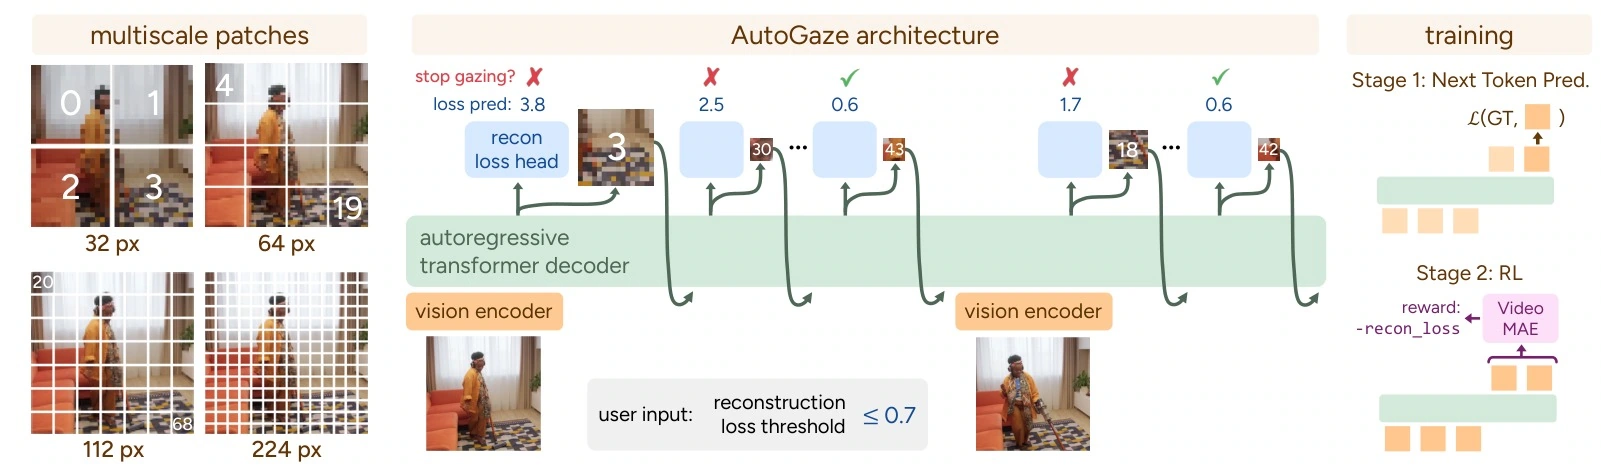 multiscale patches
0
1
2
3
32 px
4
19
64 px
20
68
112 px
224 px
AutoGaze architecture
stop gazing? ✗ ✗ ✓ ✗ ✓
loss pred: 3.8 2.5 0.6 1.7 0.6
recon
loss head
3
30
...
43
18
...
42
autoregressive
transformer decoder
vision encoder
vision encoder
user input:
reconstruction
loss threshold
≤ 0.7
training
Stage 1: Next Token Pred.
ℒ(GT, )
Stage 2: RL
reward:
-recon_loss
Video
MAE